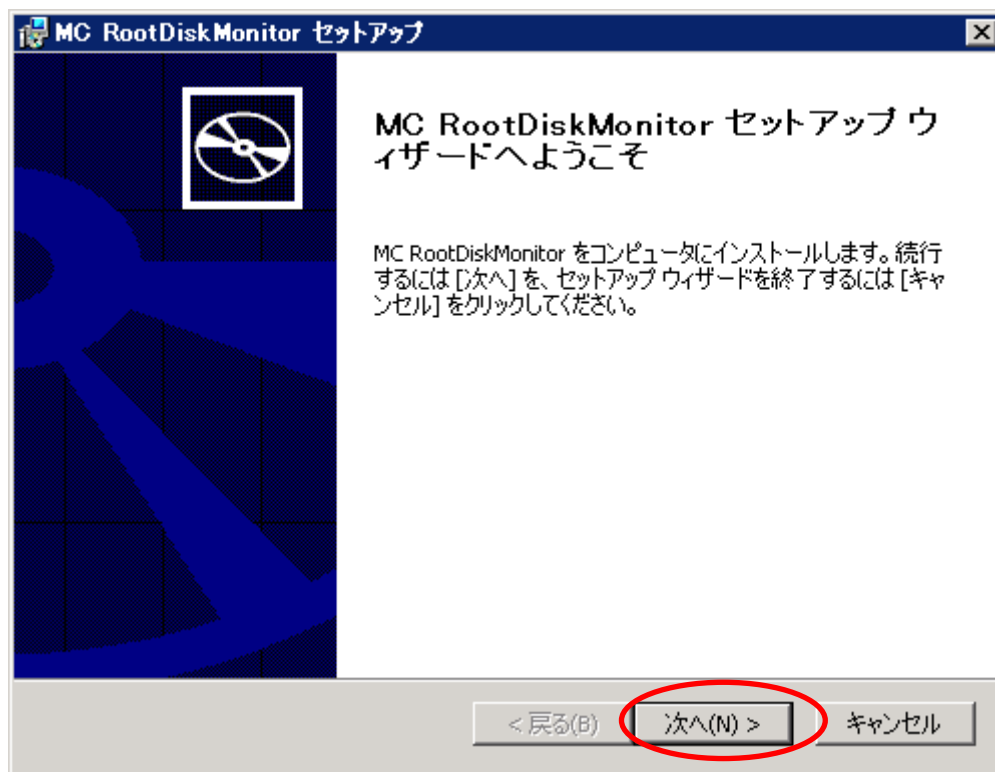 MC RootDiskMonitor セットアップ
MC RootDiskMonitor セットアップ ウ
ィザードへようこそ
MC RootDiskMonitor をコンピュータにインストールします。続行
するには [次へ] を、セットアップ ウィザードを終了するには [キャ
ンセル] をクリックしてください。
< 戻る(B) 次へ(N) > キャンセル